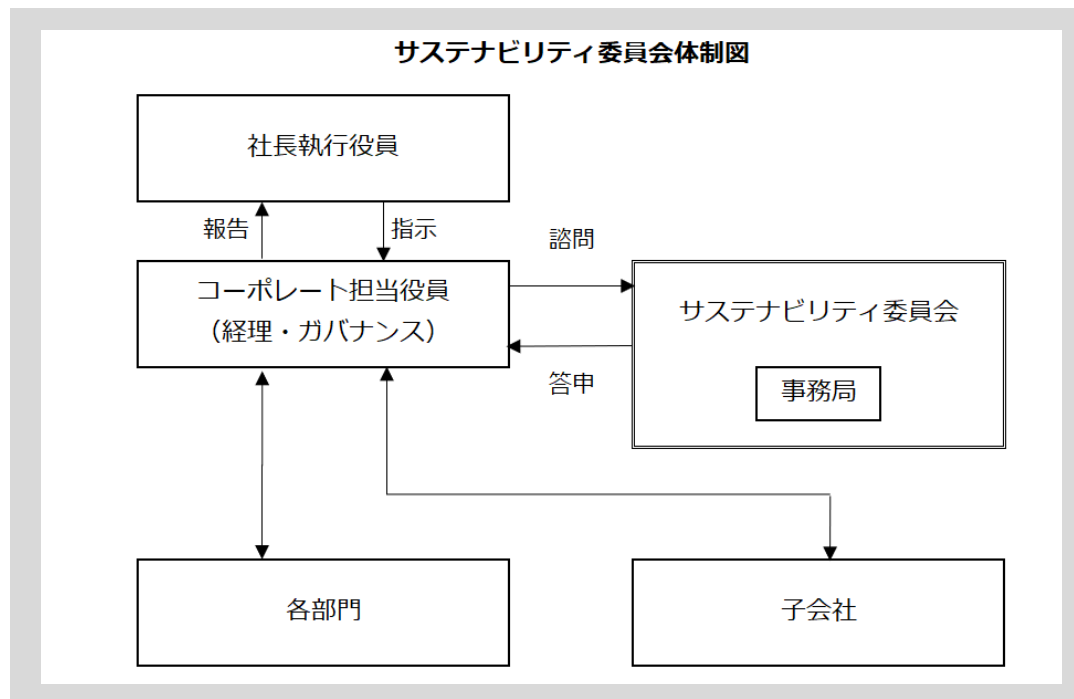 サステナビリティ委員会体制図
社長執行役員
報告
指示
諮問
コーポレート担当役員
（経理・ガバナンス）
サステナビリティ委員会
事務局
答申
各部門
子会社